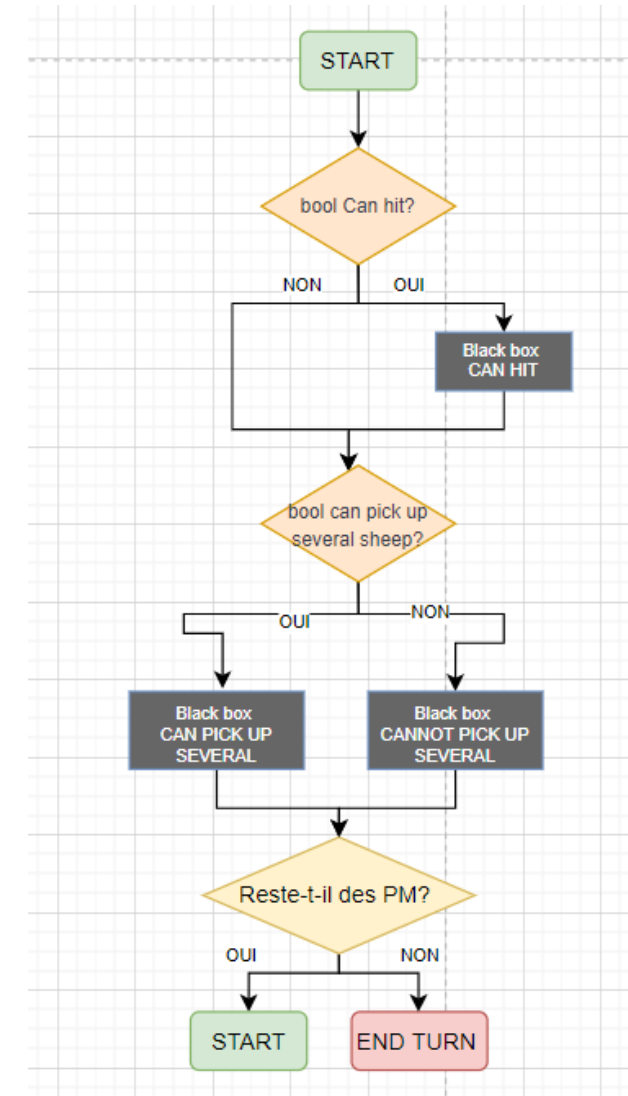 START
bool Can hit?
NON
OUI
Black box
CAN HIT
bool can pick up
several sheep?
OUI
NON
Black box
CAN PICK UP
SEVERAL
Black box
CANNOT PICK UP
SEVERAL
Reste-t-il des PM?
OUI
NON
START
END TURN